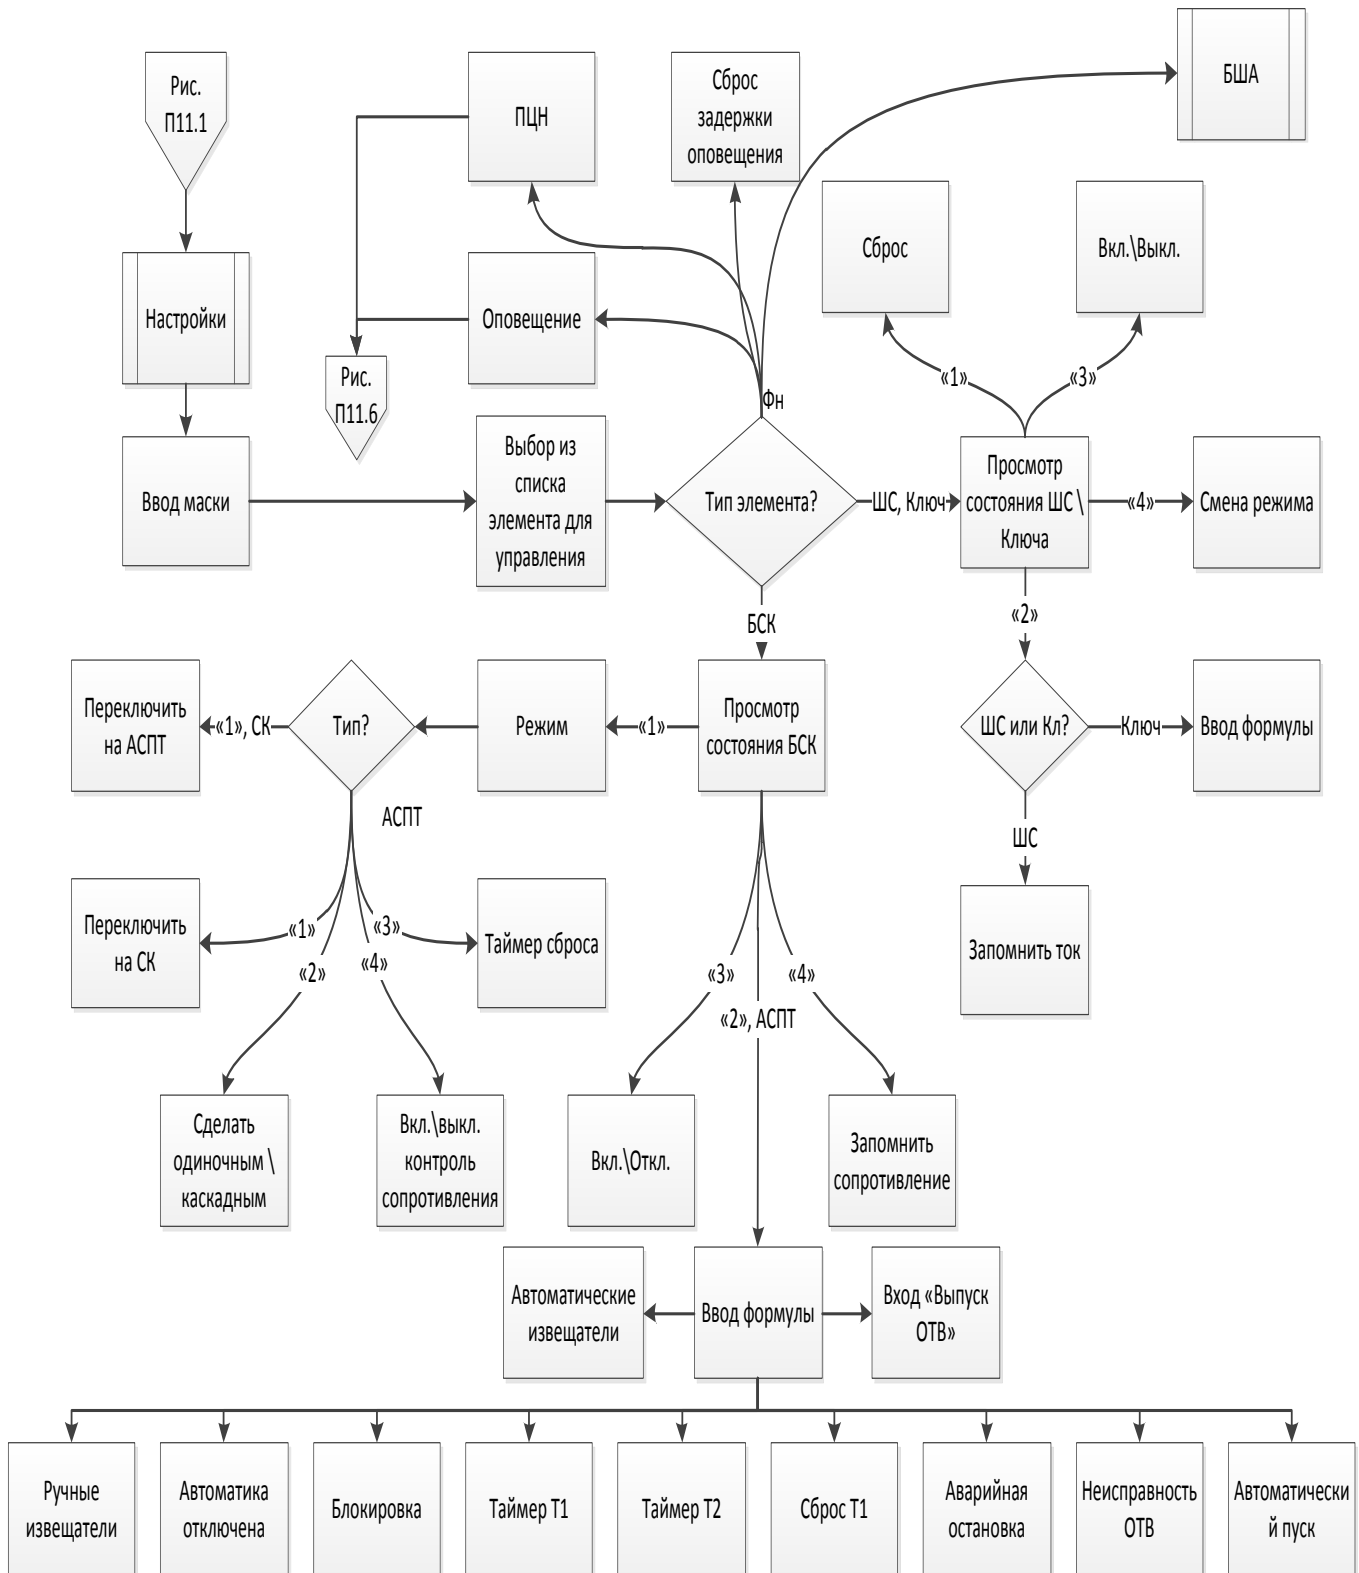 Рис.
П11.1
ПЦН
Сброс
задержки
оповещения
БША
Сброс
Вкл.\Выкл.
Настройки
Оповещение
Рис.
П11.6
«1»
«3»
Фн
Ввод маски
Выбор из
списка
элемента для
управления
Тип элемента?
ШС, Ключ
Просмотр
состояния ШС \
Ключа
«4»
Смена режима
БСК
«2»
Переключить
на АСПТ
«1», СК
Тип?
Режим
«1»
Просмотр
состояния БСК
ШС или Кл?
Ключ
Ввод формулы
АСПТ
ШС
Переключить
на СК
«1»
«3»
«2»
«4»
Таймер сброса
«3»
«4»
«2», АСПТ
Запомнить ток
Сделать
одиночным \
каскадным
Вкл.\выкл.
контроль
сопротивления
Вкл.\Откл.
Запомнить
сопротивление
Автоматические
извещатели
Ввод формулы
Вход «Выпуск
ОТВ»
Ручные
извещатели
Автоматика
отключена
Блокировка
Таймер Т1
Таймер Т2
Сброс Т1
Аварийная
остановка
Неисправность
ОТВ
Автоматически
й пуск